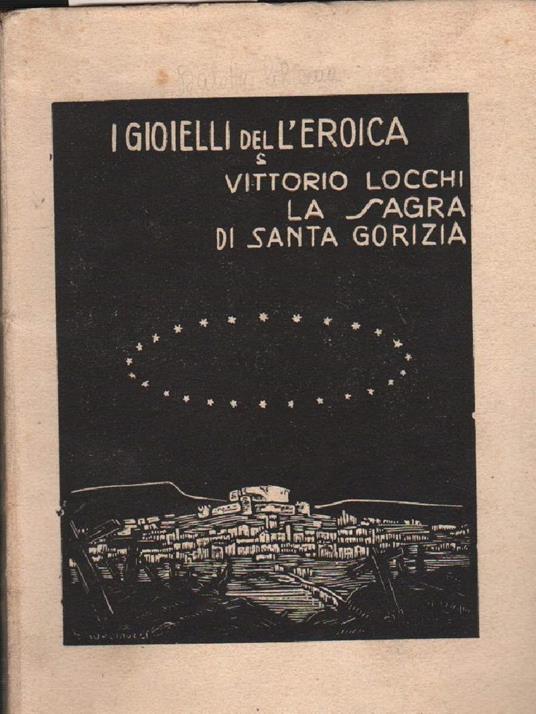 I GIOIELLI DEL L'EROICA
VITTORIO LOCCHI
LA SAGRA
DI SANTA GORIZIA